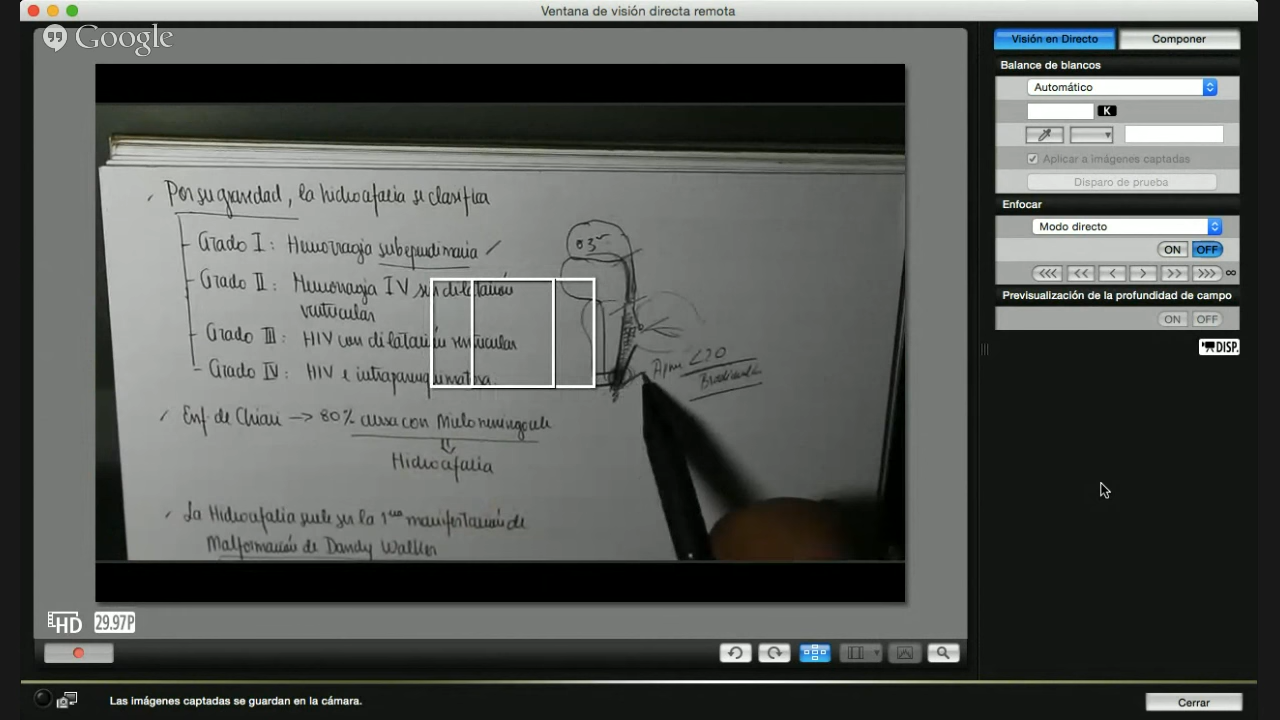 Ventana de visión directa remota
Google
Visión en Directo
Componer
Balance de blancos
Automático
K
Aplicar a imágenes captadas
Disparo de prueba
Enfocar
Modo directo
ON OFF
<<< << < > >> >>> ∞
Previsualización de la profundidad de campo
ON OFF
DISP.
Por su gravedad, la hidrocefalia se clasifica
Grado I: Hemorragia subependimaria
Grado II: Hemorragia IV sin dilatación
ventricular
Grado III: HIV con dilatación ventricular
Grado IV: HIV e intraparenquimatosa.
Enf de Chiari → 80% cursa con Mielomeningocele
Hidrocefalia
La Hidrocefalia suele ser la 1era manifestación de
Malformación de Dandy Walker
<20
HD 29.97P
Las imágenes captadas se guardan en la cámara.
Cerrar